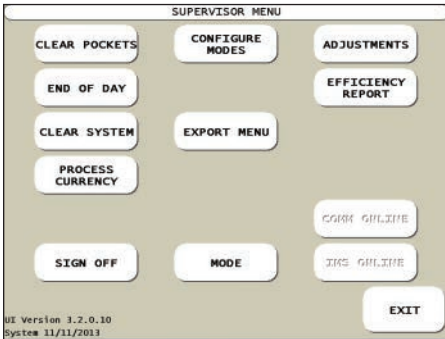 SUPERVISOR MENU
CLEAR POCKETS
CONFIGURE
MODES
ADJUSTMENTS
END OF DAY
EFFICIENCY
REPORT
CLEAR SYSTEM
EXPORT MENU
PROCESS
CURRENCY
COMM ONLINE
SIGN OFF
MODE
IMS ONLINE
EXIT
UI Version 3.2.0.10
System 11/11/2013